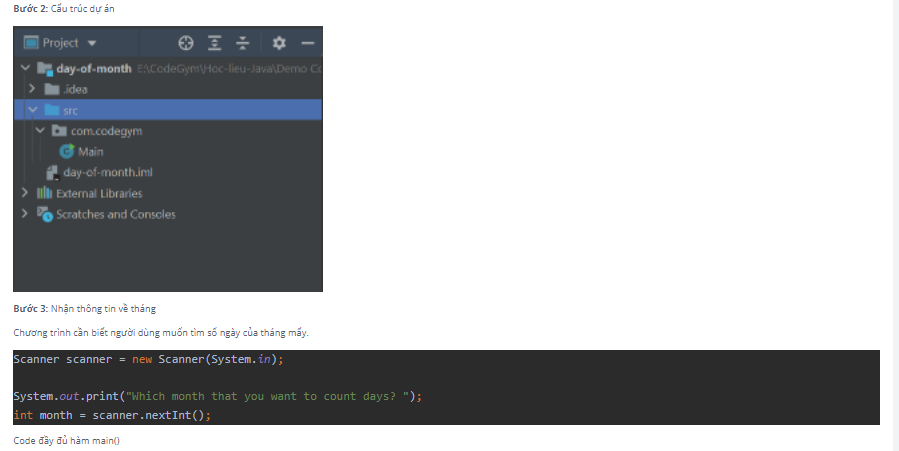 Bước 2: Cấu trúc dự án
Project
day-of-month E:\CodeGym\Hoc-lieu-Java\Demo Co
.idea
src
com.codegym
Main
day-of-month.iml
External Libraries
Scratches and Consoles
Bước 3: Nhận thông tin về tháng
Chương trình cần biết người dùng muốn tìm số ngày của tháng mấy.
Scanner scanner = new Scanner(System.in);
System.out.print("Which month that you want to count days? ");
int month = scanner.nextInt();
Code đầy đủ hàm main()